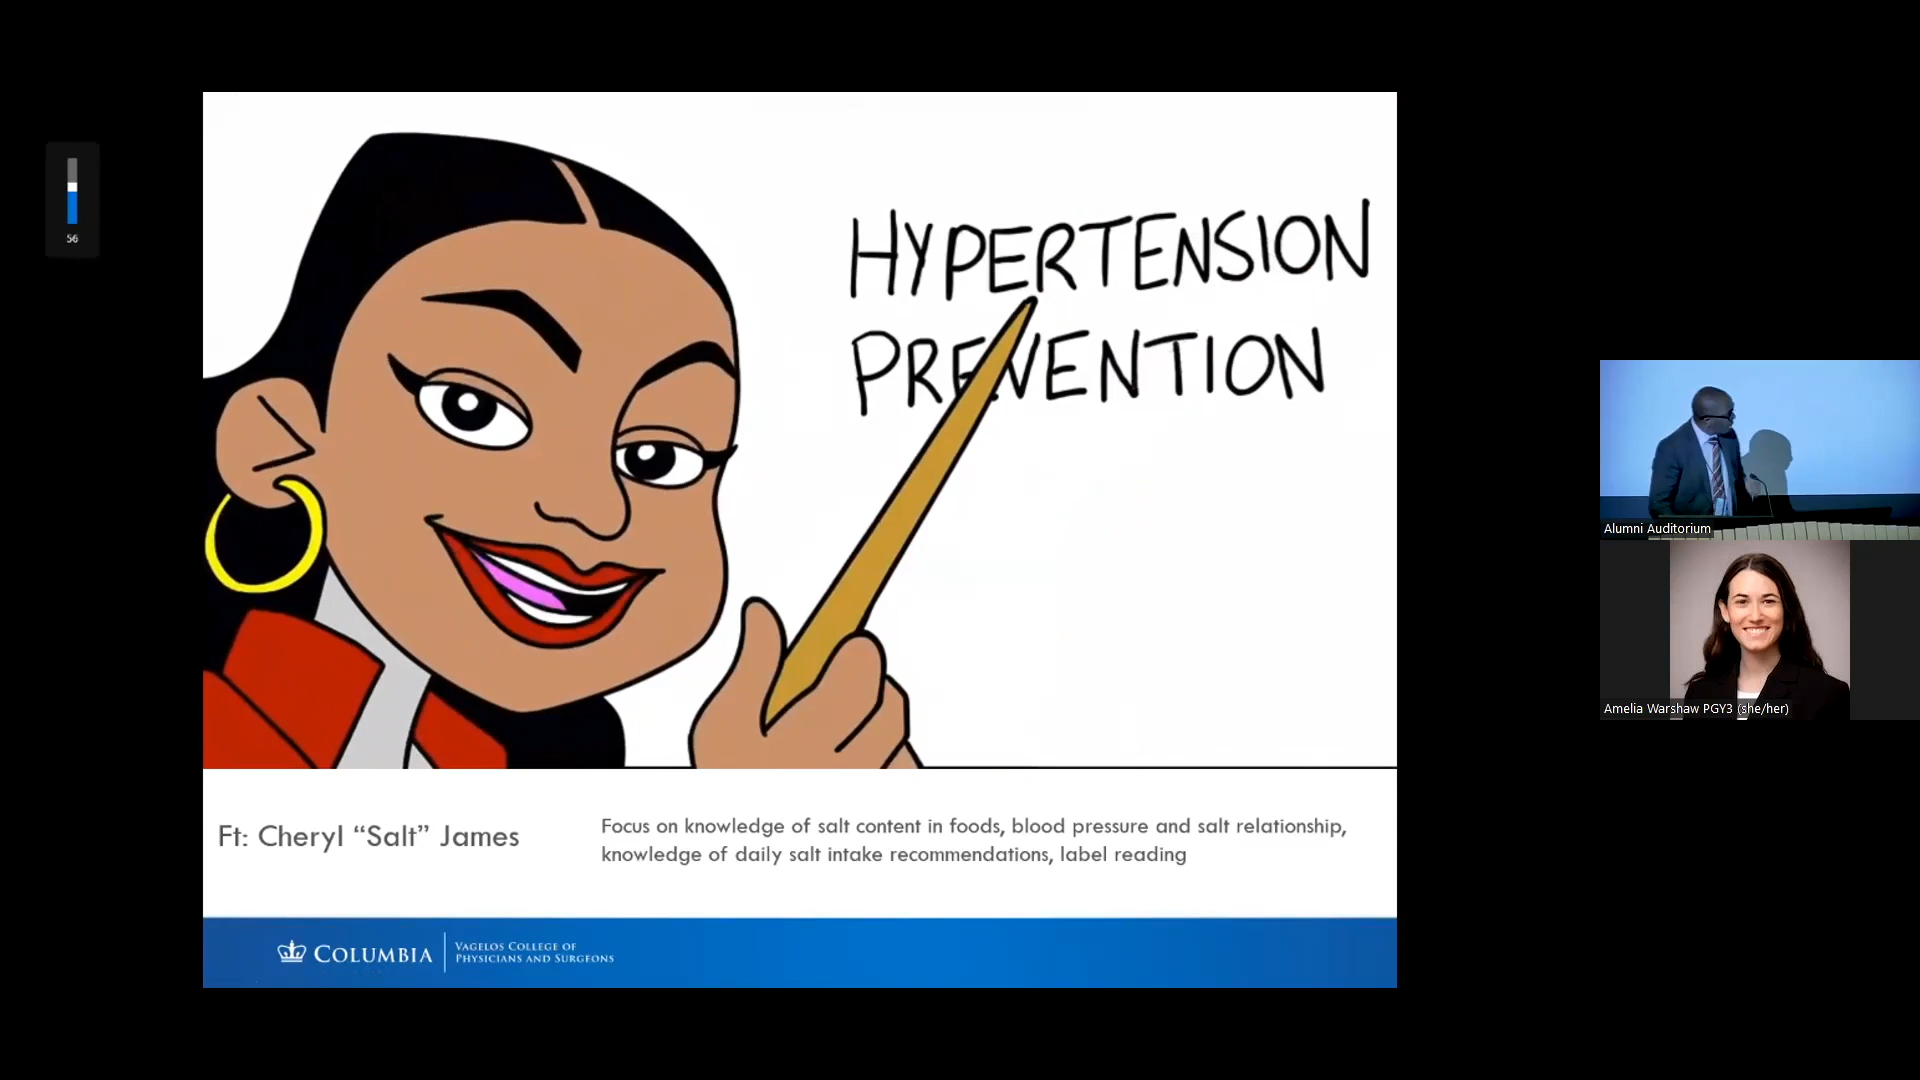 56
HYPERTENSION
PREVENTION
Ft: Cheryl “Salt” James
Focus on knowledge of salt content in foods, blood pressure and salt relationship,
knowledge of daily salt intake recommendations, label reading
COLUMBIA
VAGELOS COLLEGE OF
PHYSICIANS AND SURGEONS
Alumni Auditorium
Amelia Warshaw PGY3 (she/her)